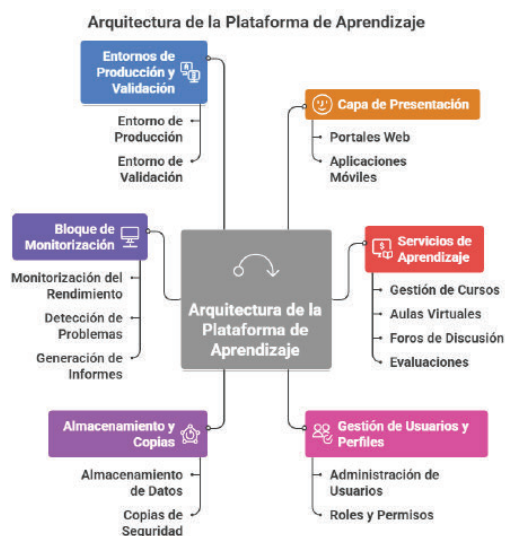 Arquitectura de la Plataforma de Aprendizaje
Entornos de
Producción y
Validación
Entorno de
Producción
Entorno de
Validación
Capa de Presentación
Portales Web
Aplicaciones
Móviles
Bloque de
Monitorización
Monitorización del
Rendimiento
Detección de
Problemas
Generación de
Informes
Arquitectura de la
Plataforma de
Aprendizaje
Servicios de
Aprendizaje
Gestión de Cursos
Aulas Virtuales
Foros de Discusión
Evaluaciones
Almacenamiento y
Copias
Almacenamiento
de Datos
Copias de
Seguridad
Gestión de Usuarios y
Perfiles
Administración de
Usuarios
Roles y Permisos